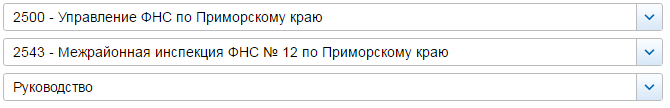 2500 - Управление ФНС по Приморскому краю
2543 - Межрайонная инспекция ФНС № 12 по Приморскому краю
Руководство